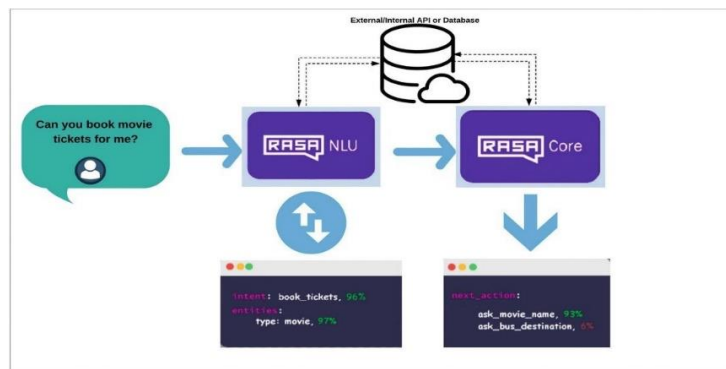 External/Internal API or Database
Can you book movie
tickets for me?
RASA NLU
RASA Core
intent: book_tickets, 96%
entities:
type: movie, 97%
next_action:
ask_movie_name, 93%
ask_bus_destination, 6%